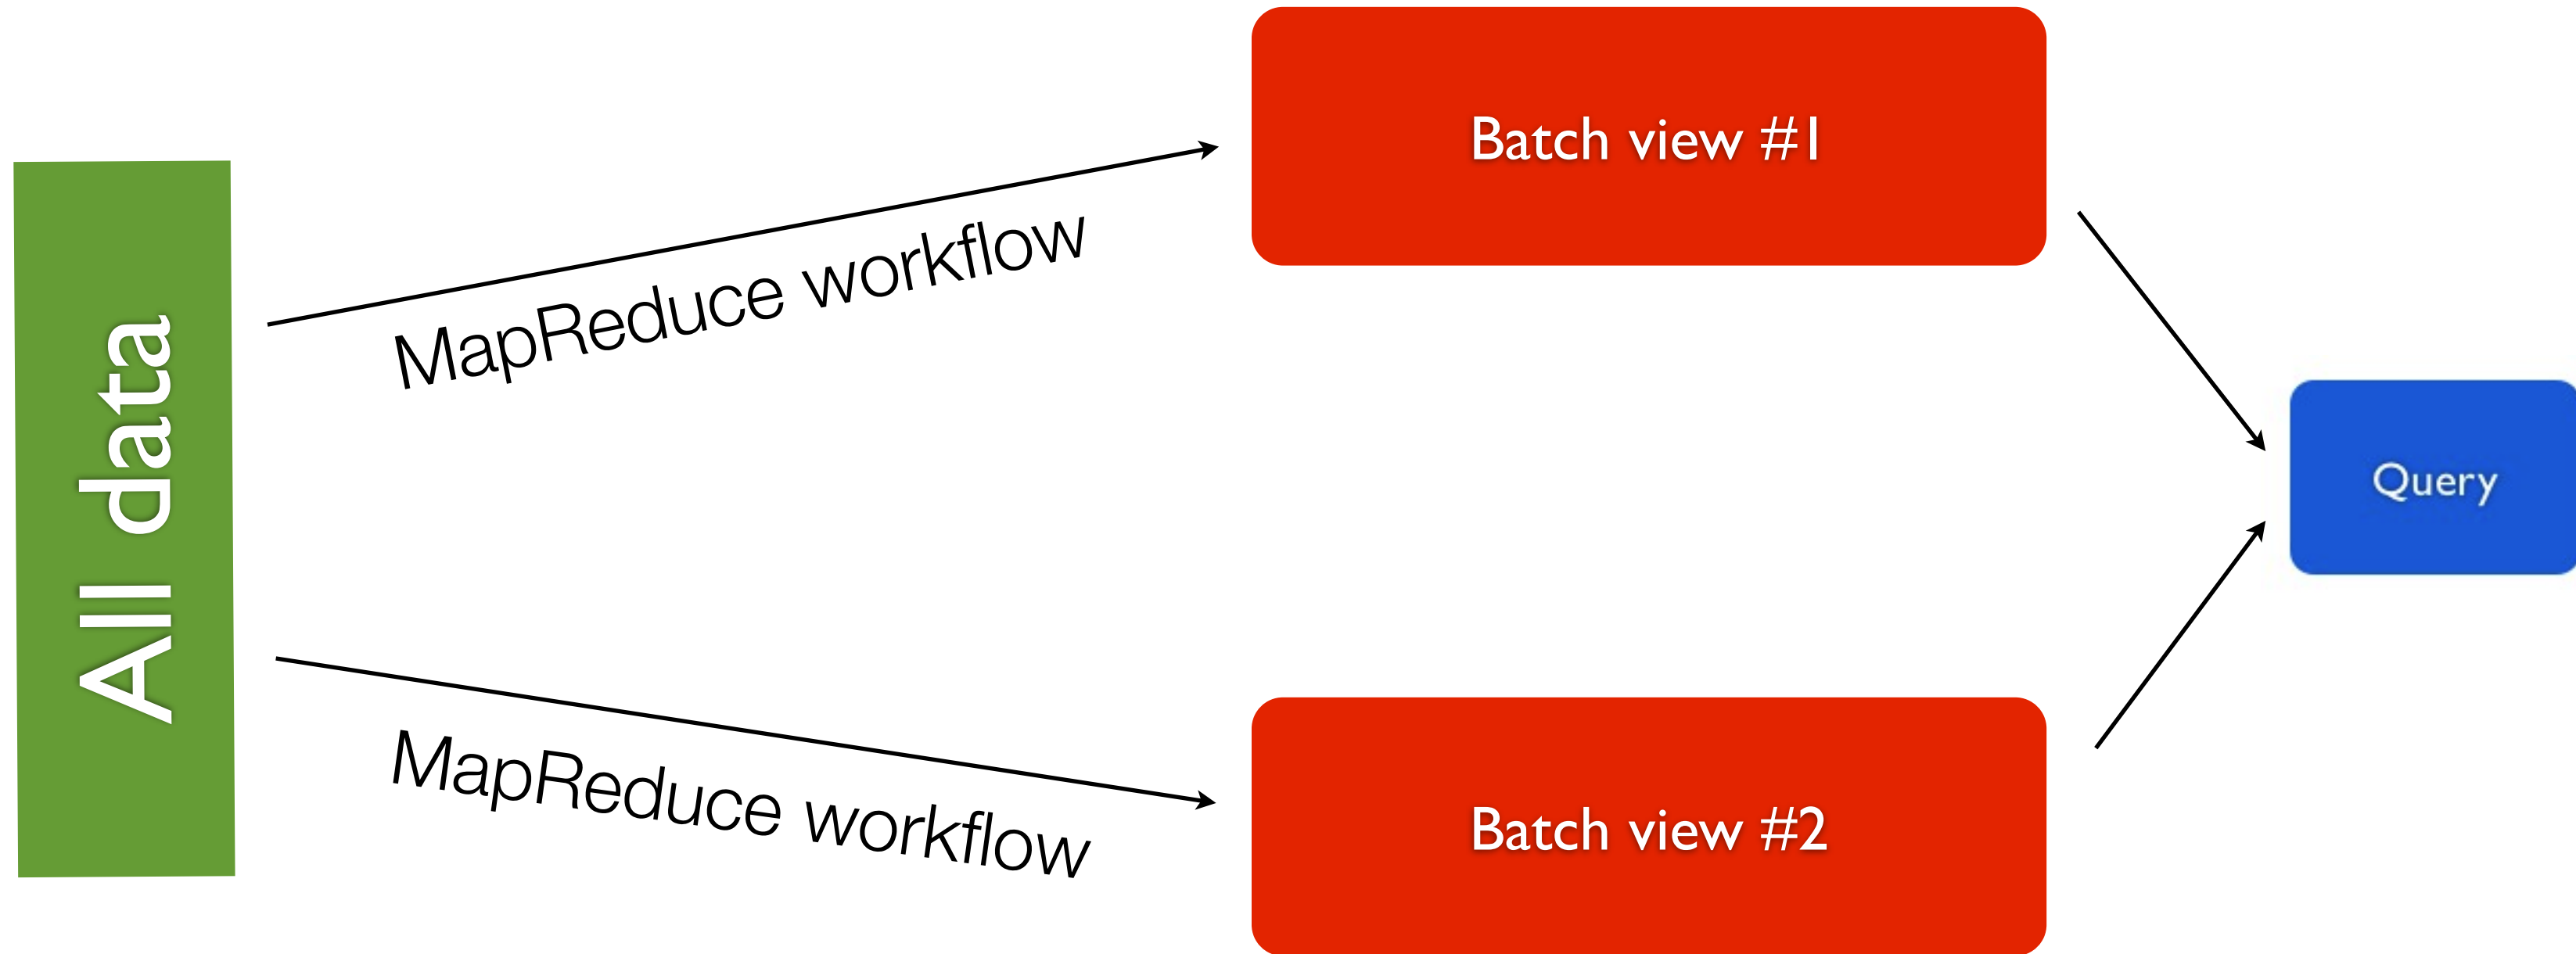 All data
MapReduce workflow
Batch view #1
MapReduce workflow
Batch view #2
Query